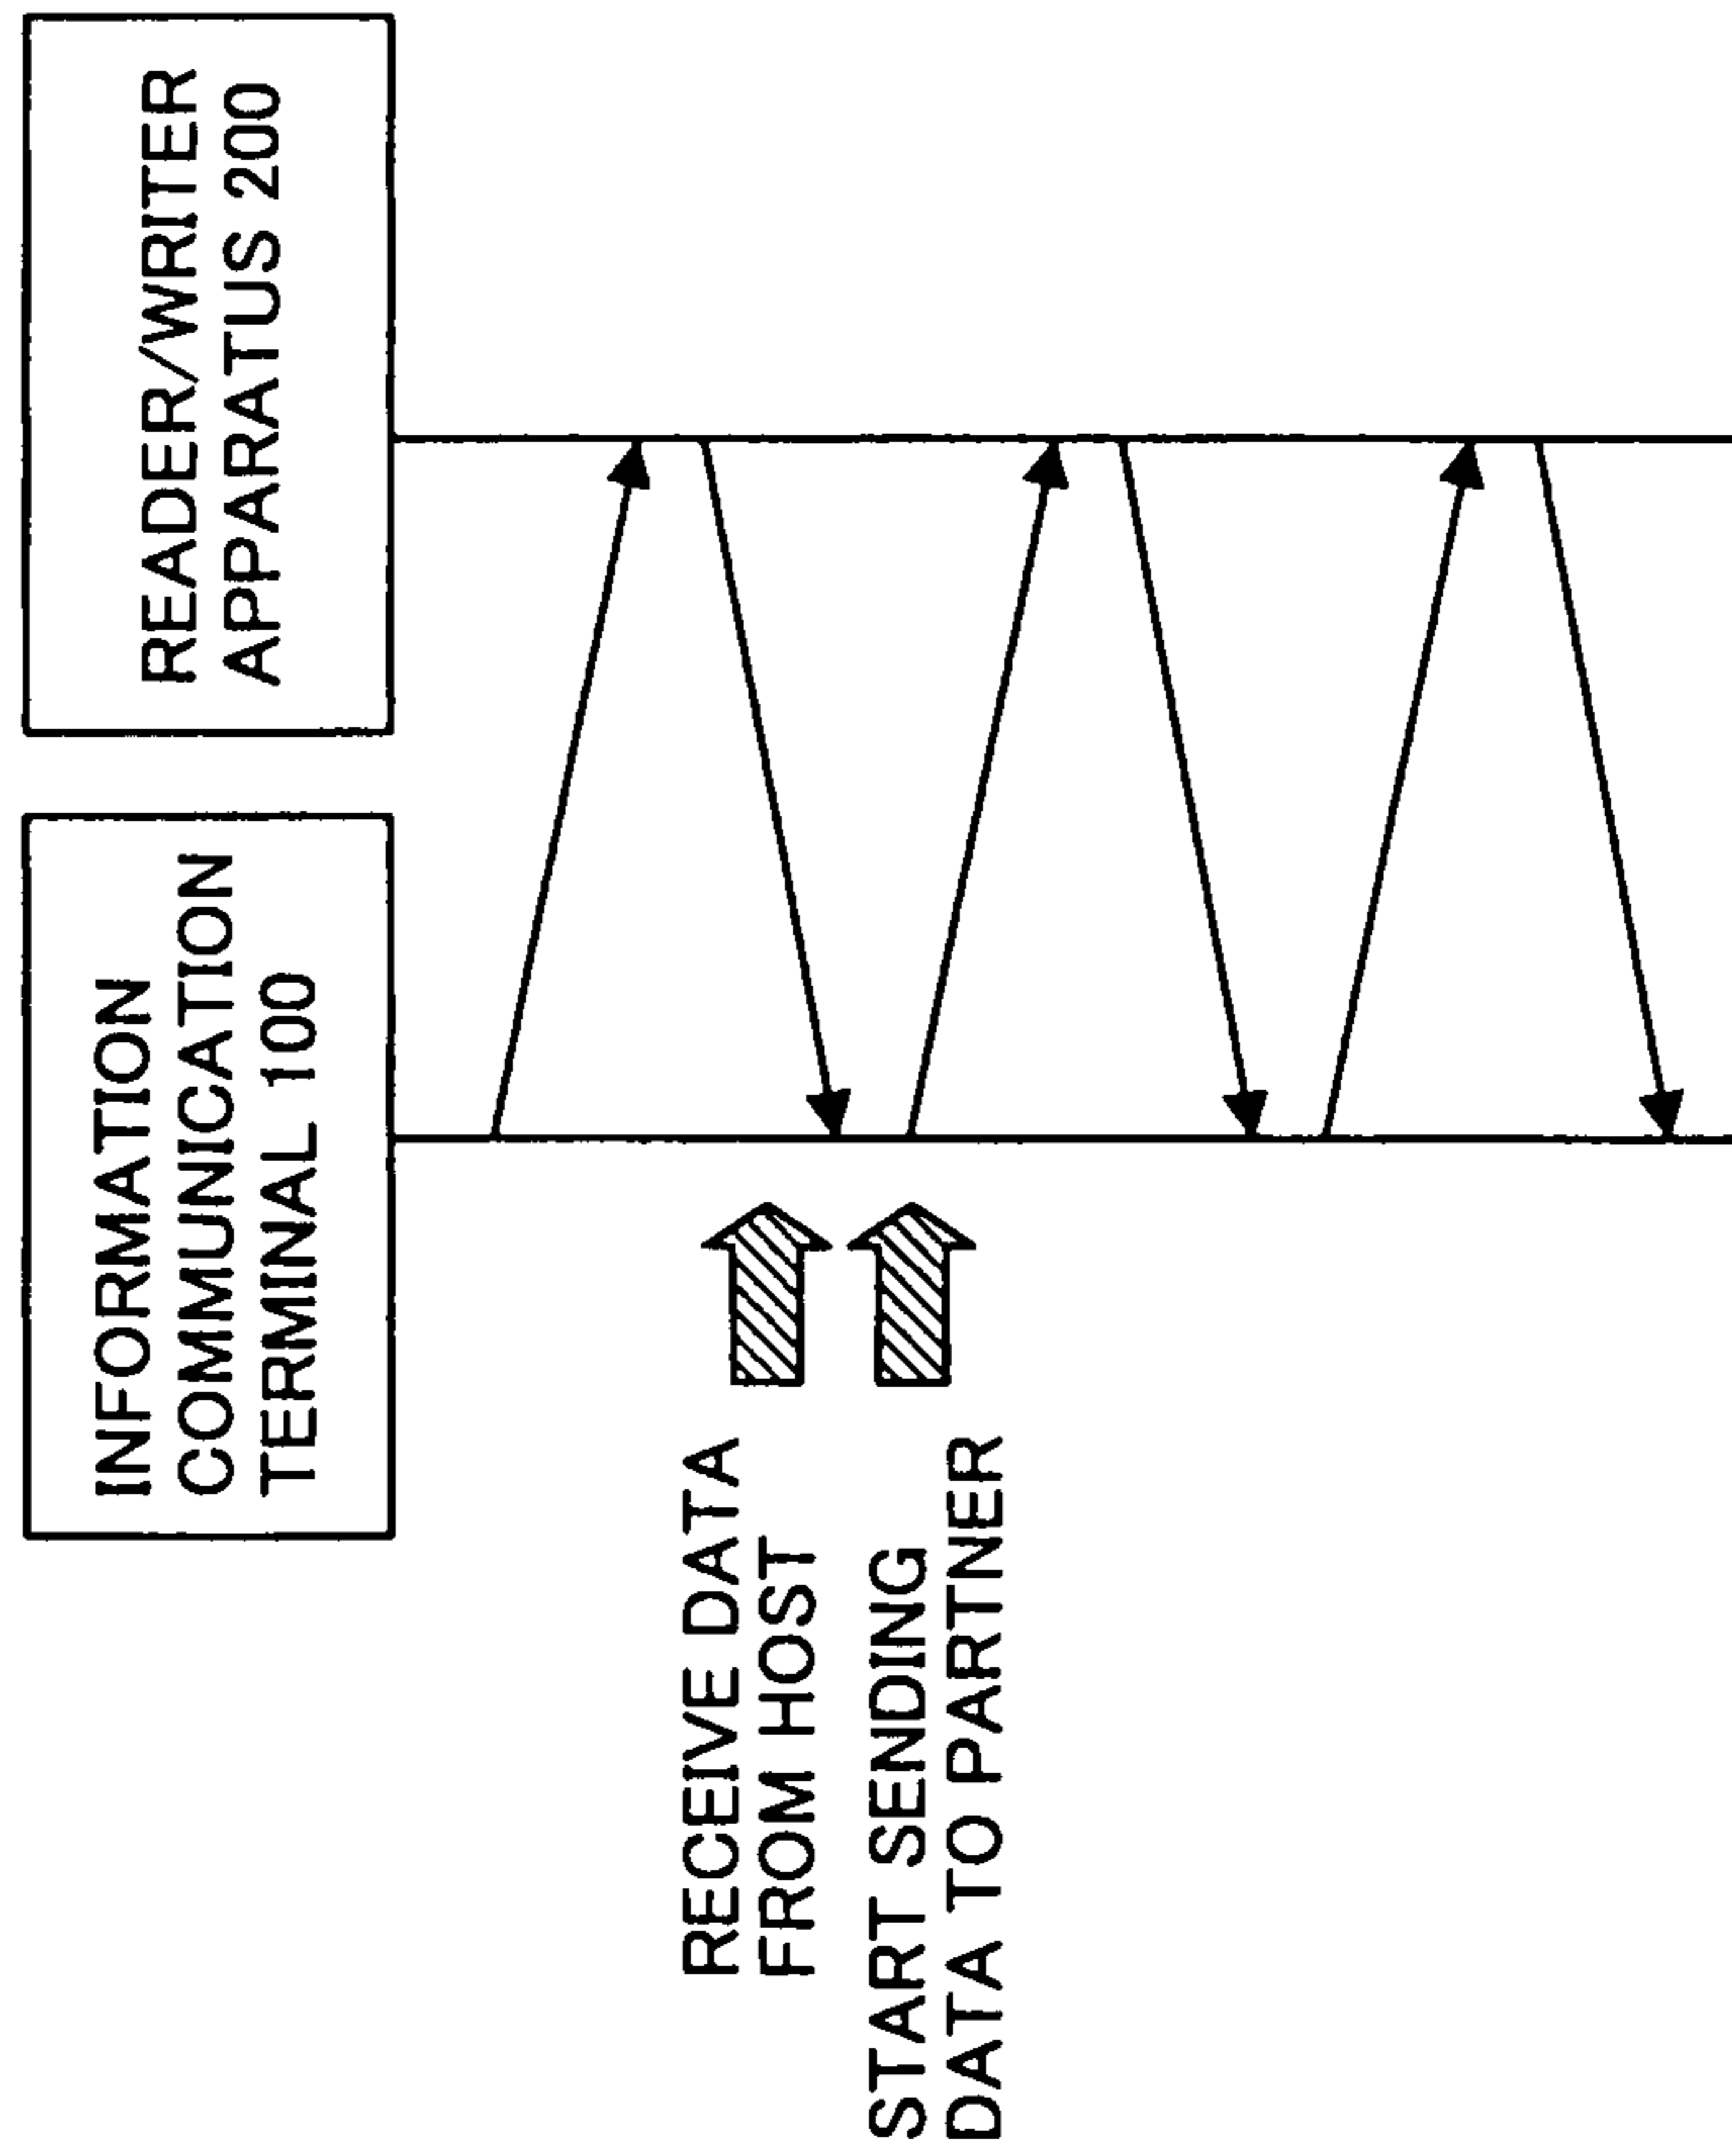 INFORMATION
COMMUNICATION
TERMINAL 100
READER/WRITER
APPARATUS 200
RECEIVE DATA
FROM HOST
START SENDING
DATA TO PARTNER